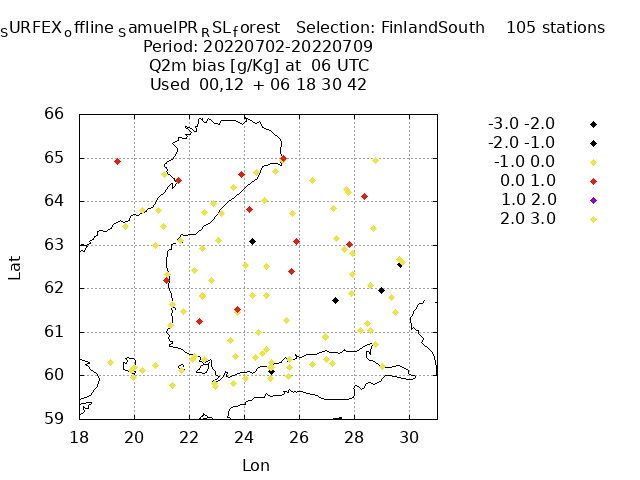 SURFEXoffline SamuelPRRSLforest Selection: FinlandSouth 105 stations
Period: 20220702-20220709
Q2m bias [g/Kg] at 06 UTC
Used 00,12 + 06 18 30 42
-3.0 -2.0
-2.0 -1.0
-1.0 0.0
0.0 1.0
1.0 2.0
2.0 3.0
66
65
64
63
62
61
60
59
Lat
18 20 22 24 26 28 30
Lon